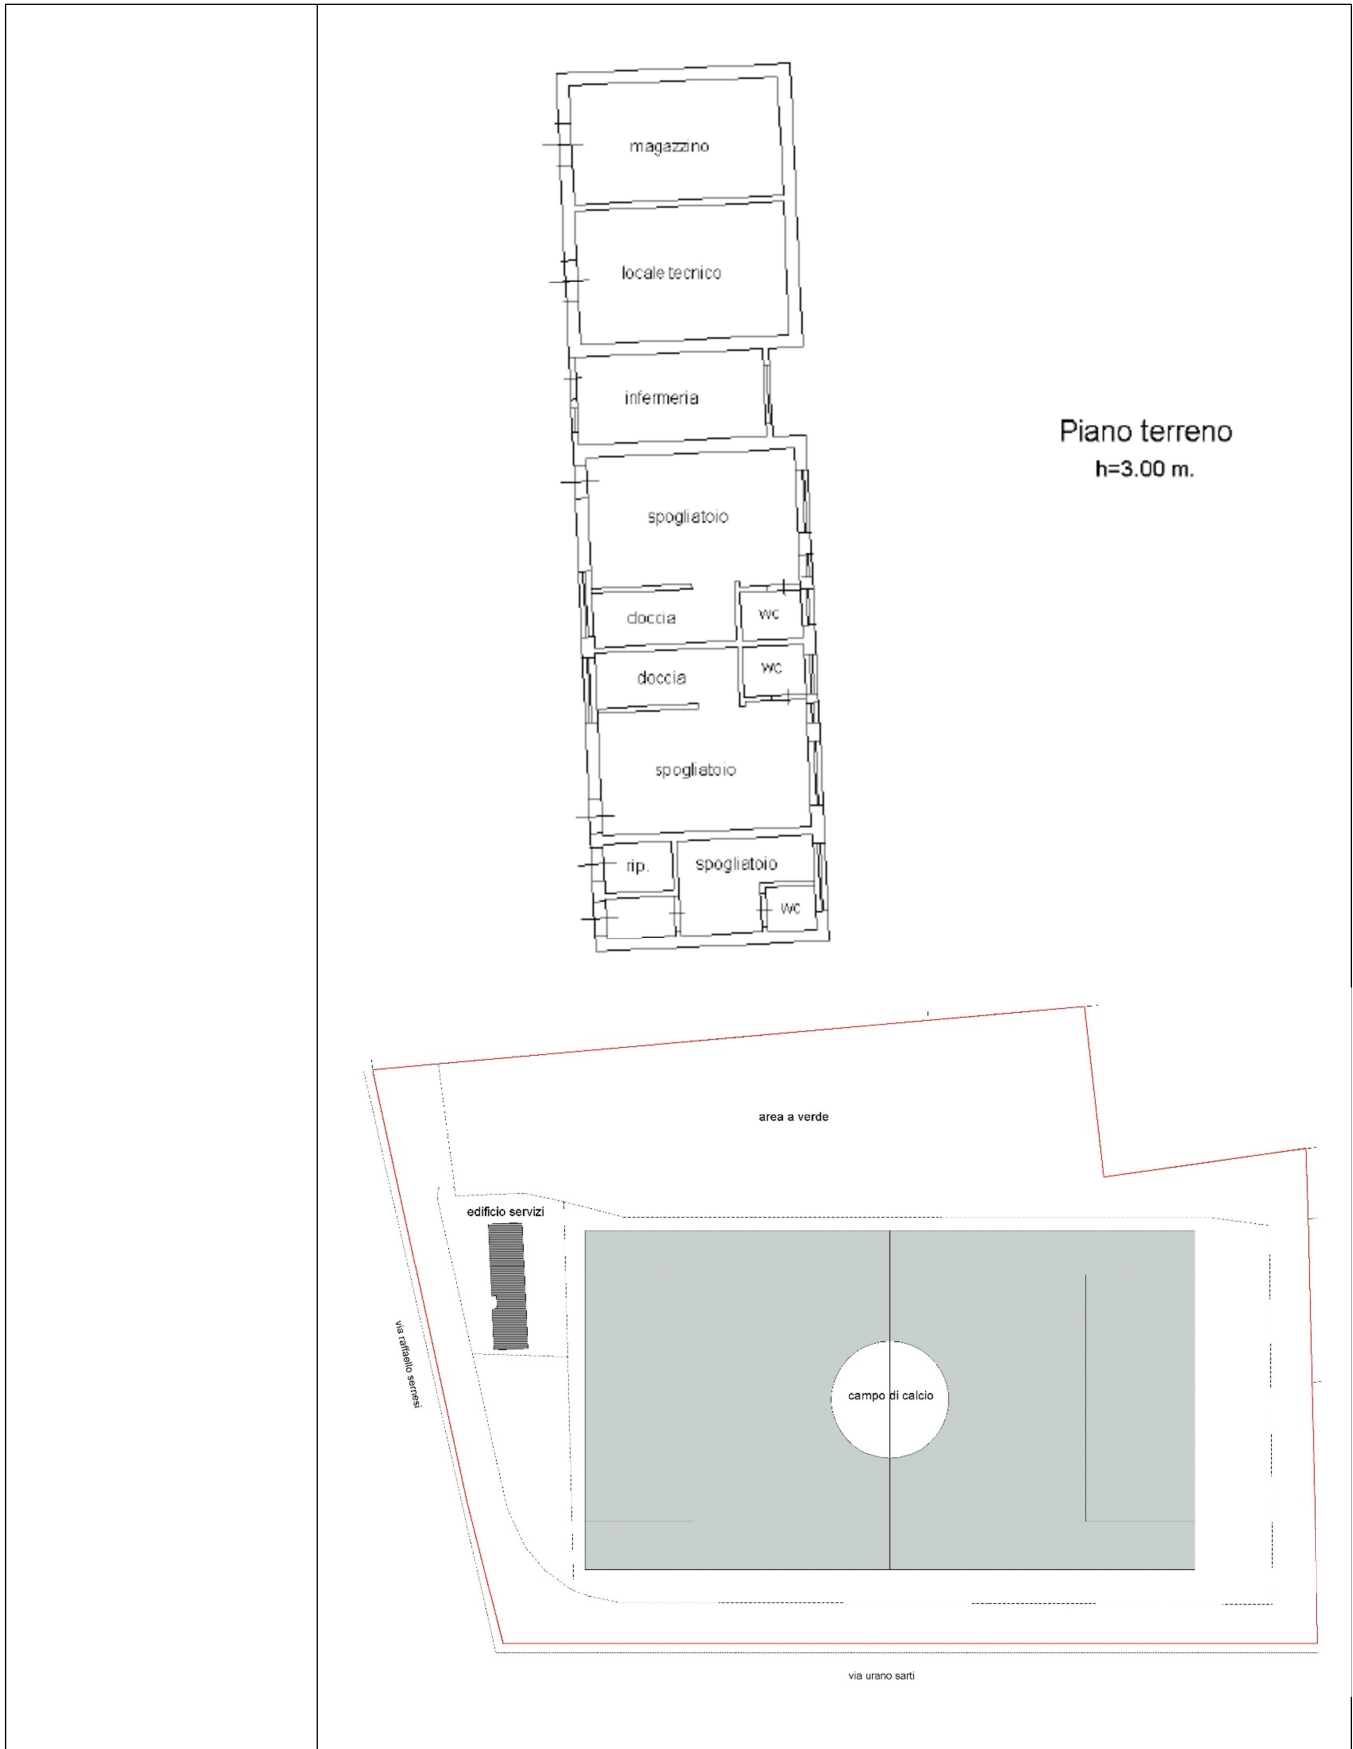 magazzino
locale tecnico
infermeria
Piano terreno
h=3.00 m.
spogliatoio
doccia
wc
doccia
wc
spogliatoio
rip.
spogliatoio
wc
area a verde
edificio servizi
via raffaello sernesi
campo di calcio
via urano sarti